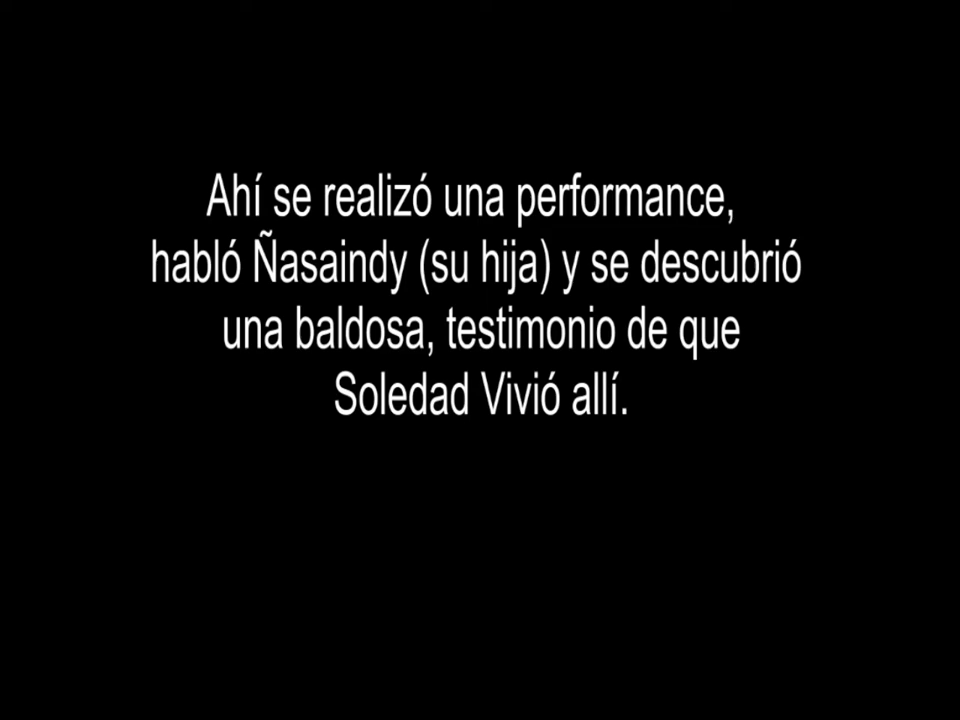 Ahí se realizó una performance,
habló Ñasaindy (su hija) y se descubrió
una baldosa, testimonio de que
Soledad Vivió allí.